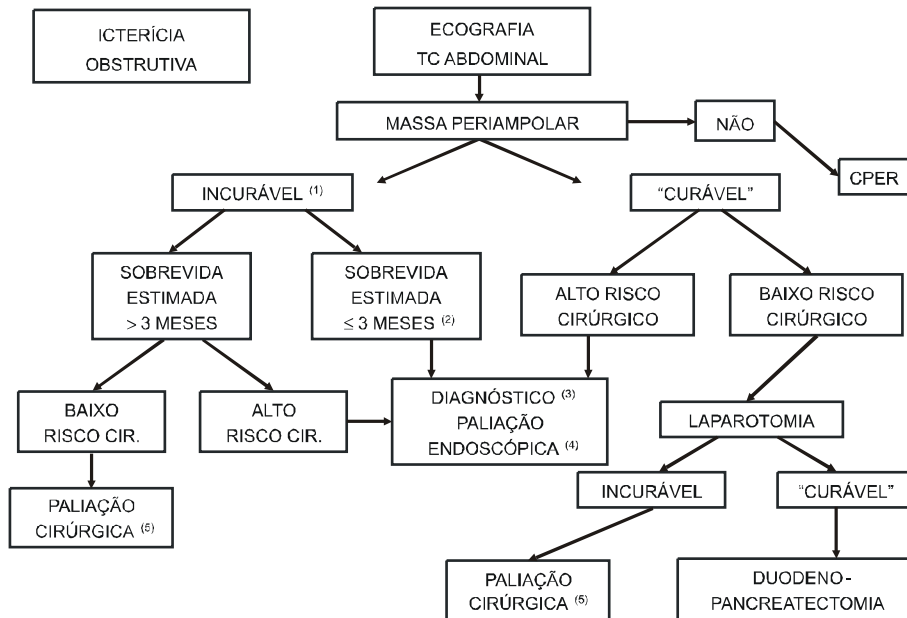 ICTERÍCIA
OBSTRUTIVA
ECOGRAFIA
TC ABDOMINAL
MASSA PERIAMPOLAR
NÃO
CPER
INCURÁVEL (1)
“CURÁVEL”
SOBREVIDA
ESTIMADA
> 3 MESES
SOBREVIDA
ESTIMADA
≤ 3 MESES (2)
ALTO RISCO
CIRÚRGICO
BAIXO RISCO
CIRÚRGICO
BAIXO
RISCO CIR.
ALTO
RISCO CIR.
DIAGNÓSTICO (3)
PALIAÇÃO
ENDOSCÓPICA (4)
LAPAROTOMIA
PALIAÇÃO
CIRÚRGICA (5)
INCURÁVEL
“CURÁVEL”
PALIAÇÃO
CIRÚRGICA (5)
DUODENO-
PANCREATECTOMIA